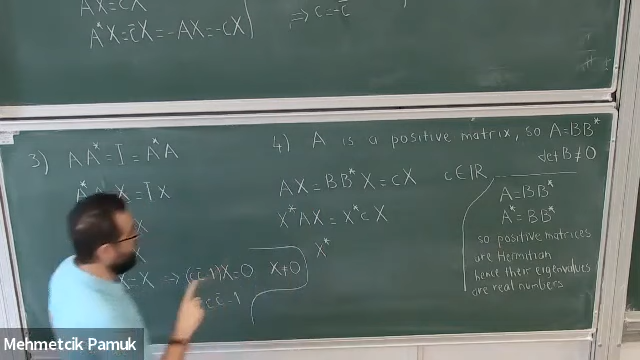 AX=CX
A*X=c̄X=-AX=-cX
⇒c=-c̄
3) AA*=I=A*A
X=IX
X
X
X=X ⇒(cc̄-1)X=0 X≠0
cc̄=1
4) A is a positive matrix, so A=BB*
det B≠0
AX=BB*X=cX
X*AX=X*cX
X*
c∈ℝ
A=BB*
A*=BB*
so positive matrices
are Hermitian
hence their eigenvalues
are real numbers
Mehmetcik Pamuk